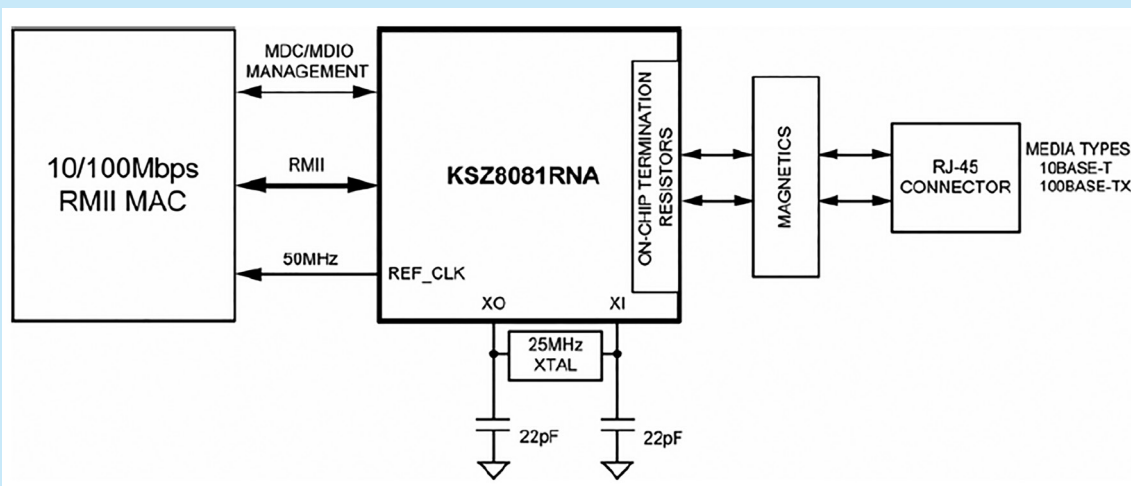 10/100Mbps
RMII MAC
MDC/MDIO
MANAGEMENT
RMII
50MHz
KSZ8081RNA
REF_CLK
XO
XI
ON-CHIP TERMINATION
RESISTORS
25MHz
XTAL
22pF
22pF
MAGNETICS
RJ-45
CONNECTOR
MEDIA TYPES
10BASE-T
100BASE-TX